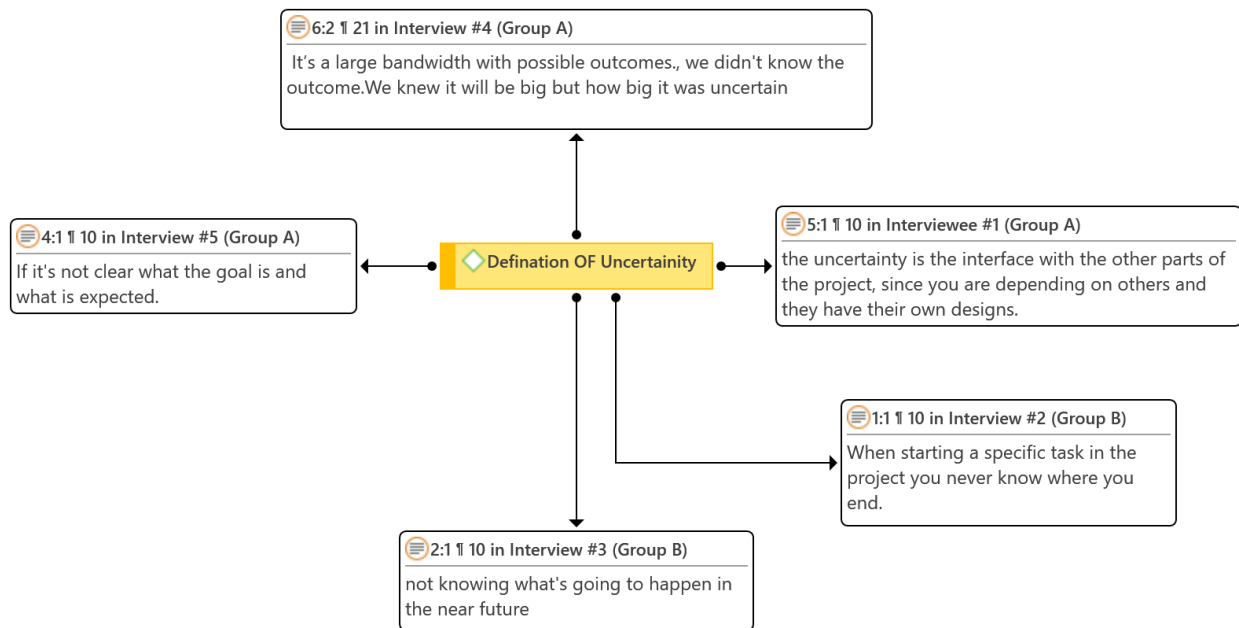 6:2 ¶ 21 in Interview #4 (Group A)
It's a large bandwidth with possible outcomes., we didn't know the
outcome.We knew it will be big but how big it was uncertain
4:1 ¶ 10 in Interview #5 (Group A)
If it's not clear what the goal is and
what is expected.
Defination OF Uncertainity
5:1 ¶ 10 in Interviewee #1 (Group A)
the uncertainty is the interface with the other parts of
the project, since you are depending on others and
they have their own designs.
1:1 ¶ 10 in Interview #2 (Group B)
When starting a specific task in the
project you never know where you
end.
2:1 ¶ 10 in Interview #3 (Group B)
not knowing what's going to happen in
the near future